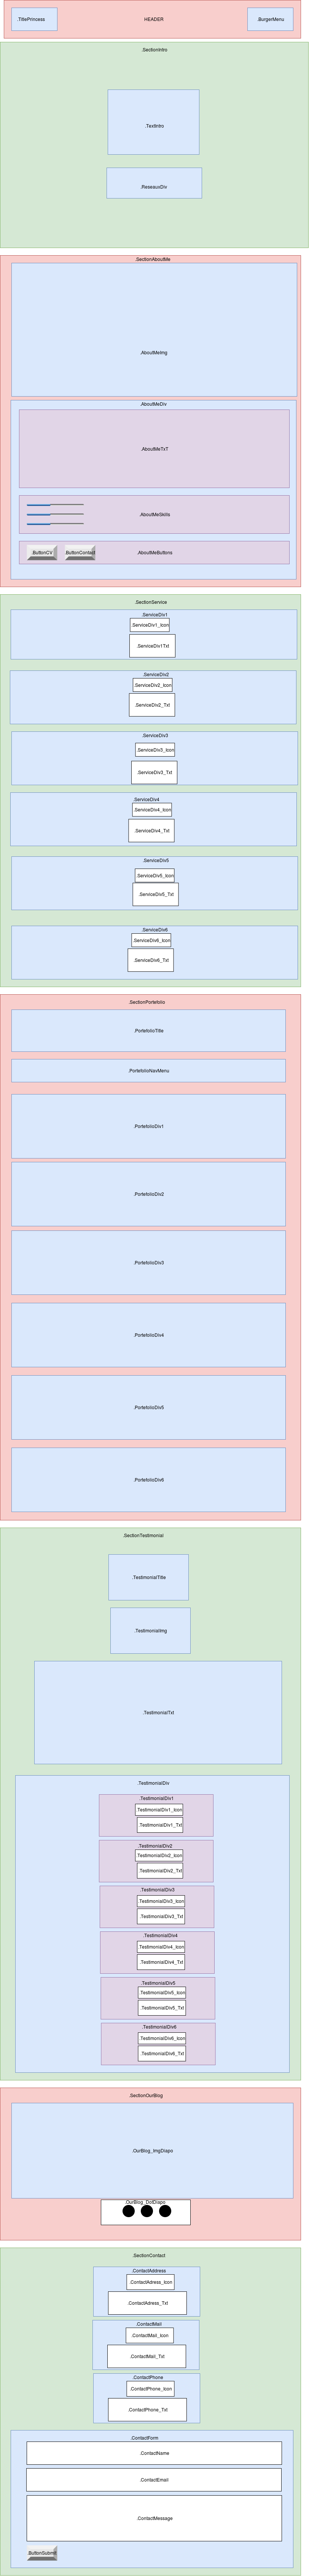 .TitlePrincess
HEADER
.BurgerMenu
.SectionIntro
.TextIntro
.ReseauxDiv
.SectionAboutMe
.AboutMeImg
.AboutMeDiv
.AboutMeTxT
.AboutMeSkills
.ButtonCV
.ButtonContact
.AboutMeButtons
.SectionService
.ServiceDiv1
.ServiceDiv1_Icon
.ServiceDiv1Txt
.ServiceDiv2
.ServiceDiv2_Icon
.ServiceDiv2_Txt
.ServiceDiv3
.ServiceDiv3_Icon
.ServiceDiv3_Txt
.ServiceDiv4
.ServiceDiv4_Icon
.ServiceDiv4_Txt
.ServiceDiv5
.ServiceDiv5_Icon
.ServiceDiv5_Txt
.ServiceDiv6
.ServiceDiv6_Icon
.ServiceDiv6_Txt
.SectionPortefolio
.PortefolioTitle
.PortefolioNavMenu
.PortefolioDiv1
.PortefolioDiv2
.PortefolioDiv3
.PortefolioDiv4
.PortefolioDiv5
.PortefolioDiv6
.SectionTestimonial
.TestimonialTitle
.TestimonialImg
.TestimonialTxt
.TestimonialDiv
.TestimonialDiv1
.TestimonialDiv1_Icon
.TestimonialDiv1_Txt
.TestimonialDiv2
.TestimonialDiv2_Icon
.TestimonialDiv2_Txt
.TestimonialDiv3
.TestimonialDiv3_Icon
.TestimonialDiv3_Txt
.TestimonialDiv4
.TestimonialDiv4_Icon
.TestimonialDiv4_Txt
.TestimonialDiv5
.TestimonialDiv5_Icon
.TestimonialDiv5_Txt
.TestimonialDiv6
.TestimonialDiv6_Icon
.TestimonialDiv6_Txt
.SectionOurBlog
.OurBlog_ImgDiapo
.OurBlog_DotDiapo
.SectionContact
.ContactAddress
.ContactAdress_Icon
.ContactAdress_Txt
.ContactMail
.ContactMail_Icon
.ContactMail_Txt
.ContactPhone
.ContactPhone_Icon
.ContactPhone_Txt
.ContactForm
.ContactName
.ContactEmail
.ContactMessage
.ButtonSubmit